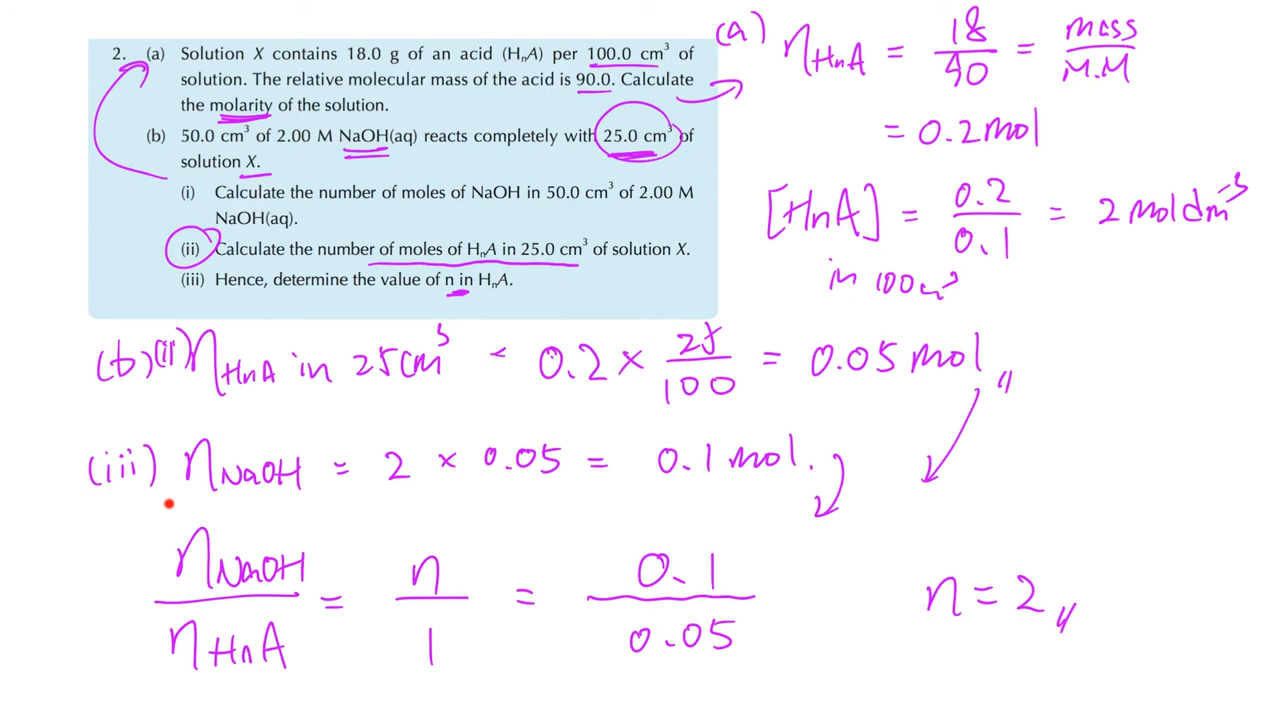 2. (a) Solution X contains 18.0 g of an acid (HₙA) per 100.0 cm³ of
solution. The relative molecular mass of the acid is 90.0. Calculate
the molarity of the solution.
(b) 50.0 cm³ of 2.00 M NaOH(aq) reacts completely with 25.0 cm³ of
solution X.
(i) Calculate the number of moles of NaOH in 50.0 cm³ of 2.00 M
NaOH(aq).
(ii) Calculate the number of moles of HₙA in 25.0 cm³ of solution X.
(iii) Hence, determine the value of n in HₙA.
(a) η HnA = 18/90 = mass/M.M
= 0.2 mol
[HnA] = 0.2/0.1 = 2 mol dm⁻³
in 100 cm³
(b)(ii) η HnA in 25 cm³ = 0.2 × 25/100 = 0.05 mol
(iii) η NaOH = 2 × 0.05 = 0.1 mol.
η NaOH/η HnA = n/1 = 0.1/0.05 n = 2